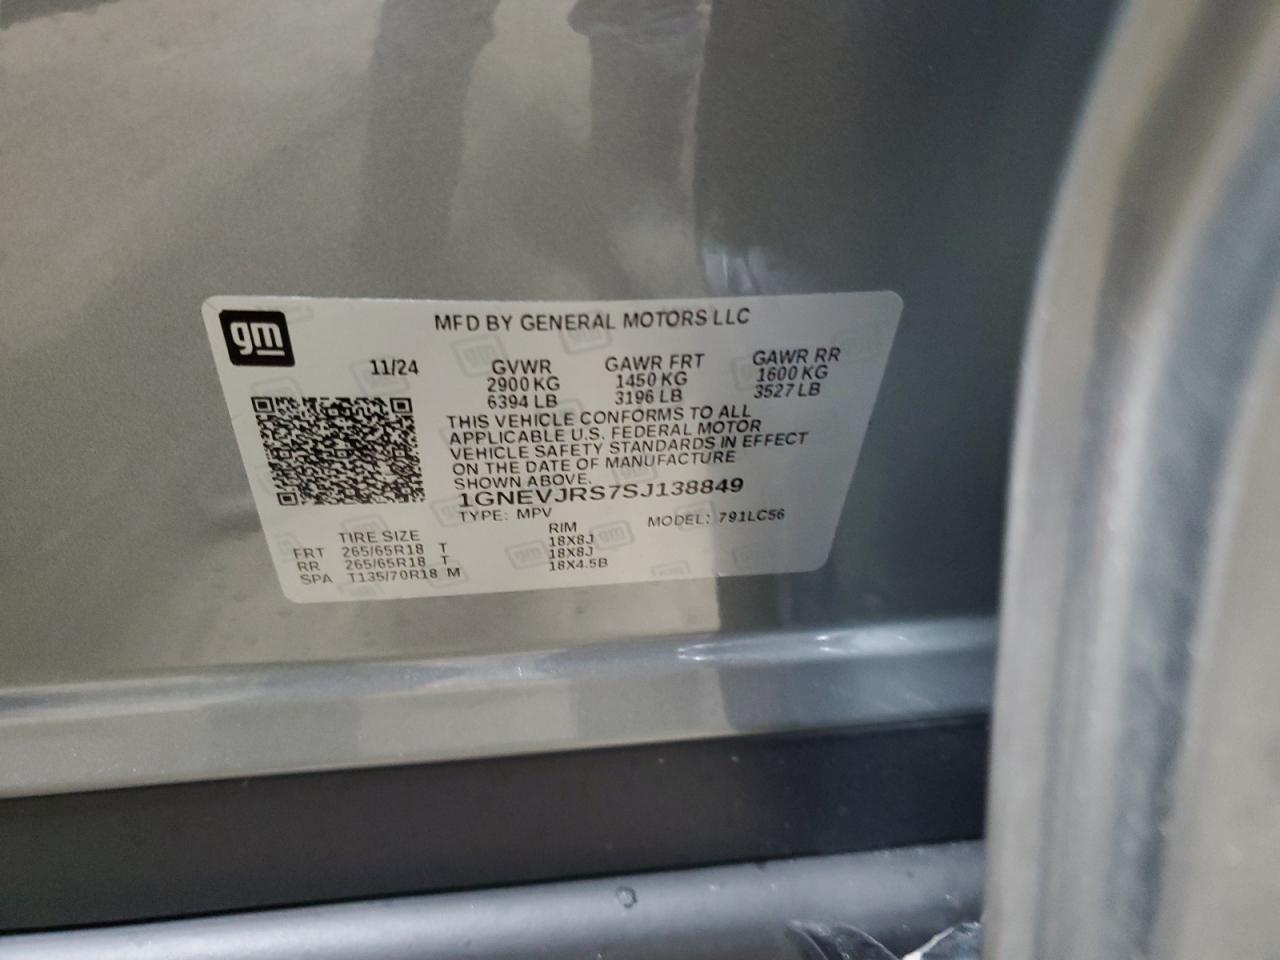 gm
MFD BY GENERAL MOTORS LLC
11/24 GVWR GAWR FRT GAWR RR
2900 KG 1450 KG 1600 KG
6394 LB 3196 LB 3527 LB
THIS VEHICLE CONFORMS TO ALL
APPLICABLE U.S. FEDERAL MOTOR
VEHICLE SAFETY STANDARDS IN EFFECT
ON THE DATE OF MANUFACTURE
SHOWN ABOVE.
1GNEVJRS7SJ138849
TYPE: MPV MODEL: 791LC56
TIRE SIZE RIM
FRT 265/65R18 T 18X8J
RR 265/65R18 T 18X8J
SPA T135/70R18 M 18X4.5B